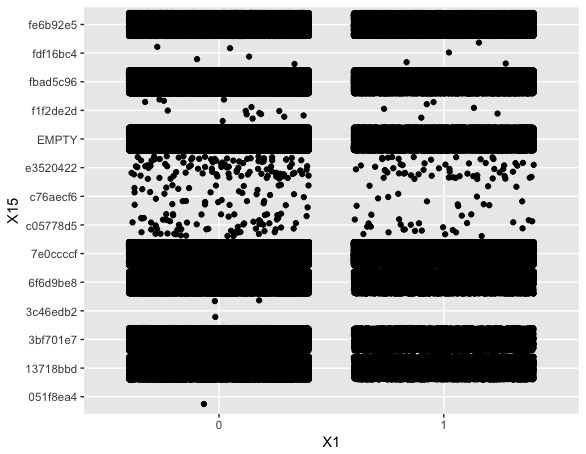 fe6b92e5
fdf16bc4
fbad5c96
f1f2de2d
EMPTY
e3520422
c76aecf6
c05778d5
7e0ccccf
6f6d9be8
3c46edb2
3bf701e7
13718bbd
051f8ea4
X15
0 1
X1